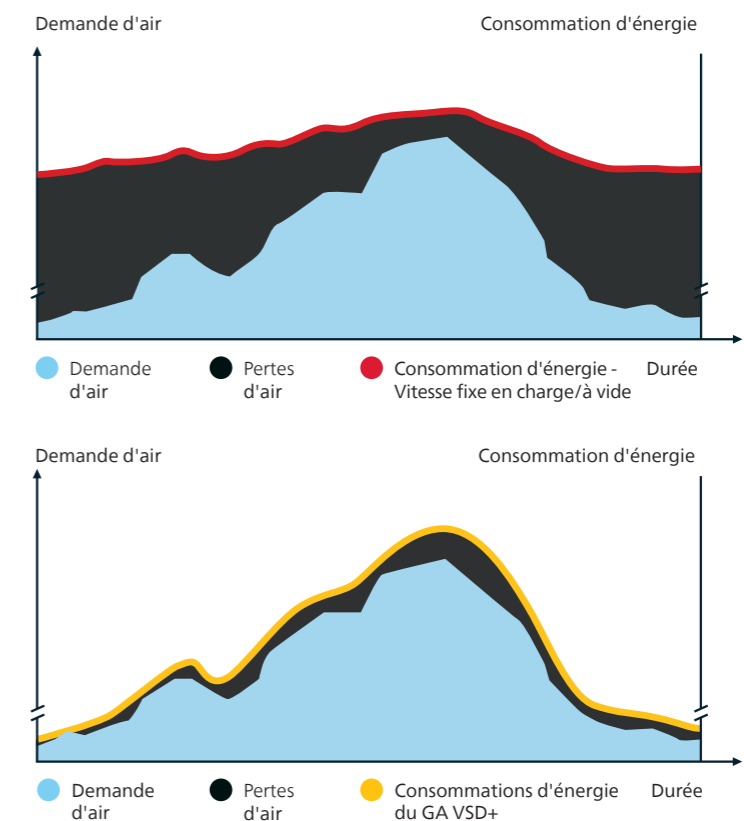 Demande d'air
Consommation d'énergie
Demande
d'air
Pertes
d'air
Consommation d'énergie -
Vitesse fixe en charge/à vide
Durée
Demande d'air
Consommation d'énergie
Demande
d'air
Pertes
d'air
Consommations d'énergie
du GA VSD+
Durée